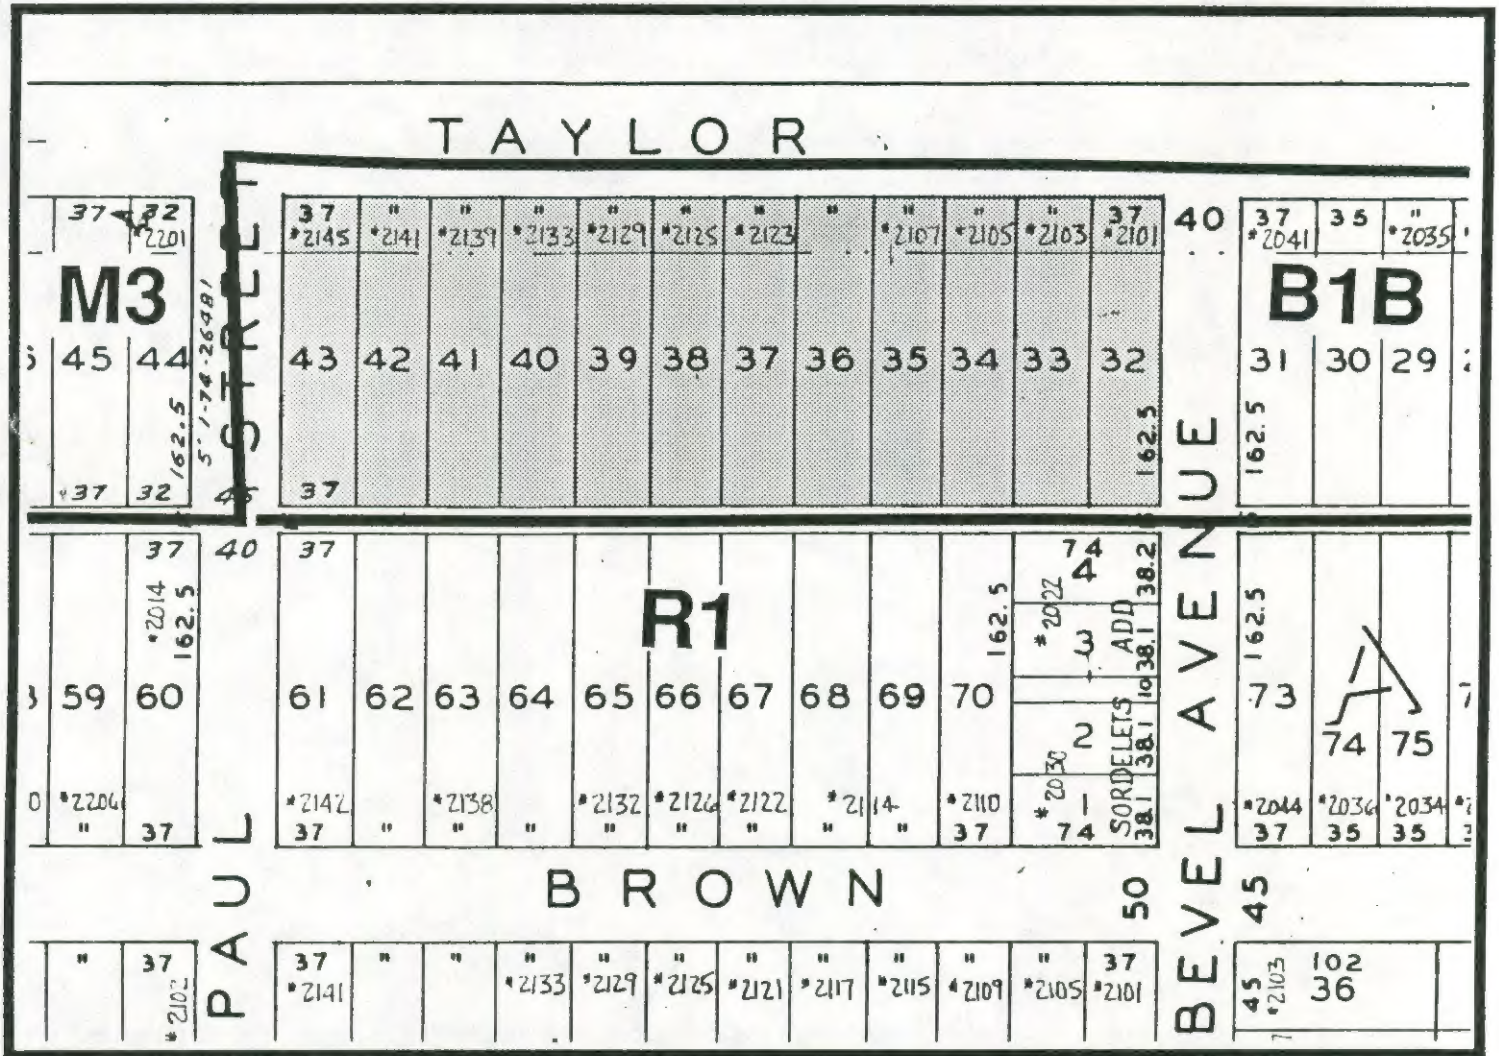 TAYLOR
37 32 37 " " " " " " " " " " 37 40 37 35 "
*2201 *2145 *2141 *2139 *2133 *2129 *2125 *2123 *2107 *2105 *2103 *2101 *2041 *2035
M3 B1B
45 44 43 42 41 40 39 38 37 36 35 34 33 32 31 30 29
162.5 162.5 162.5
5' 1-74-26481
37 32 45 37
STREET
37 40 37 74
*2014 162.5 R1 162.5 *2022 4 38.2 162.5
3 38.1
ADD
10
59 60 61 62 63 64 65 66 67 68 69 70 73
2 38.1
74 75
SORDELETS
*2030 1 38.1
*2206 *2142 *2138 *2132 *2126 *2122 *2114 *2110 *2044 *2036 *2034
" 37 37 " " " " " " " " 37 74 37 35 35
BROWN 50 45
PAUL
BEVEL AVENUE
" 37 37 " " " " " " " " " " 37 102
*2102 *2141 *2133 *2129 *2125 *2121 *2117 *2115 *2109 *2105 *2101 45 *2103 36